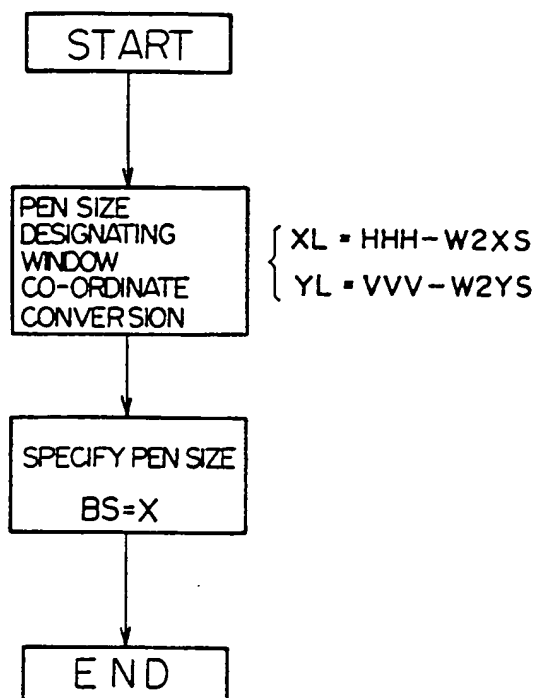 START
PEN SIZE
DESIGNATING
WINDOW
CO-ORDINATE
CONVERSION
XL = HHH-W2XS
YL = VVV-W2YS
SPECIFY PEN SIZE
BS=X
END